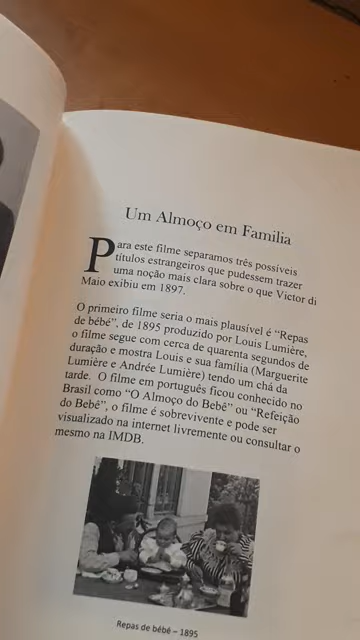 Um Almoço em Familia
Para este filme separamos três possíveis
títulos estrangeiros que pudessem trazer
uma noção mais clara sobre o que Victor di
Maio exibiu em 1897.
O primeiro filme seria o mais plausível é “Repas
de bébé”, de 1895 produzido por Louis Lumière,
o filme segue com cerca de quarenta segundos de
duração e mostra Louis e sua família (Marguerite
Lumière e Andrée Lumière) tendo um chá da
tarde. O filme em português ficou conhecido no
Brasil como “O Almoço do Bebê” ou “Refeição
do Bebê”, o filme é sobrevivente e pode ser
visualizado na internet livremente ou consultar o
mesmo na IMDB.
Repas de bébé – 1895